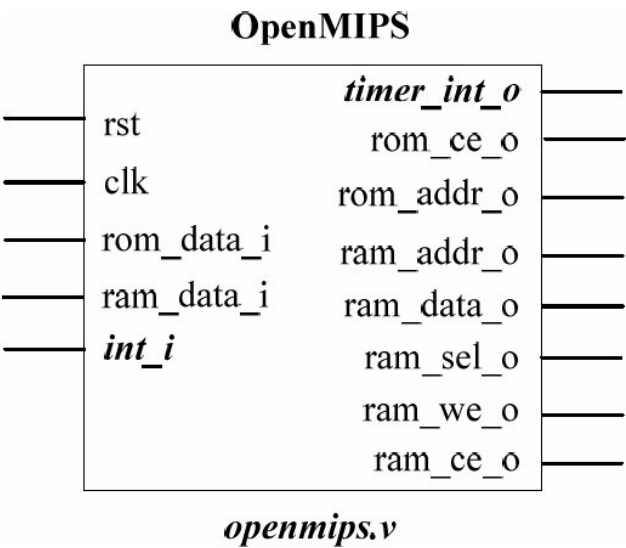 OpenMIPS
rst
clk
rom_data_i
ram_data_i
int_i
timer_int_o
rom_ce_o
rom_addr_o
ram_addr_o
ram_data_o
ram_sel_o
ram_we_o
ram_ce_o
openmips.v